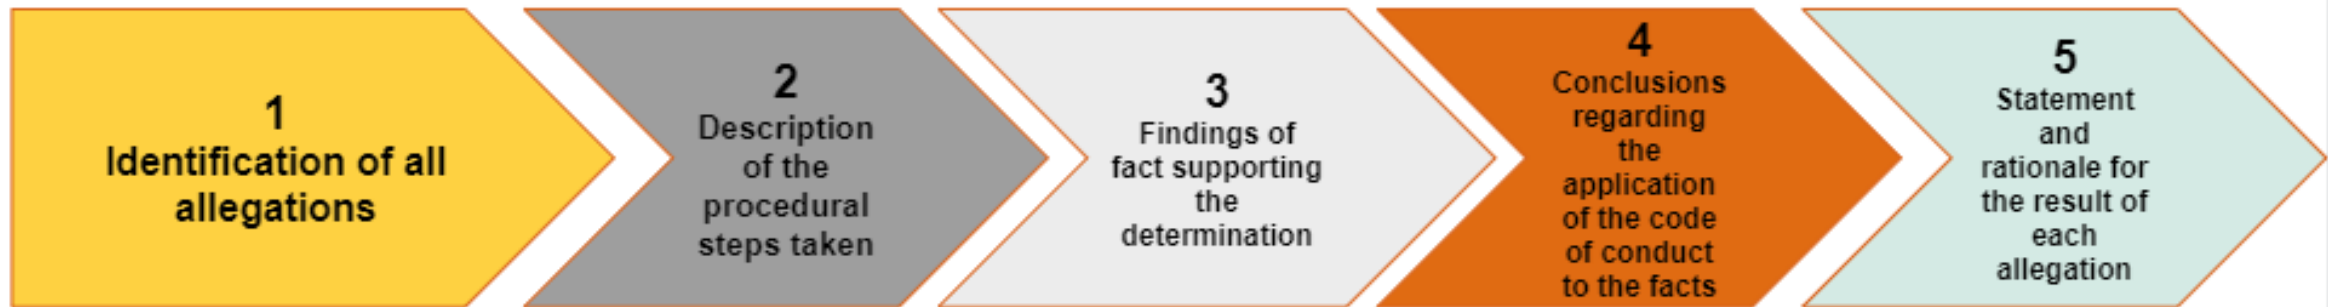 1
Identification of all
allegations
2
Description
of the
procedural
steps taken
3
Findings of
fact supporting
the
determination
4
Conclusions
regarding
the
application
of the code
of conduct
to the facts
5
Statement
and
rationale for
the result of
each
allegation